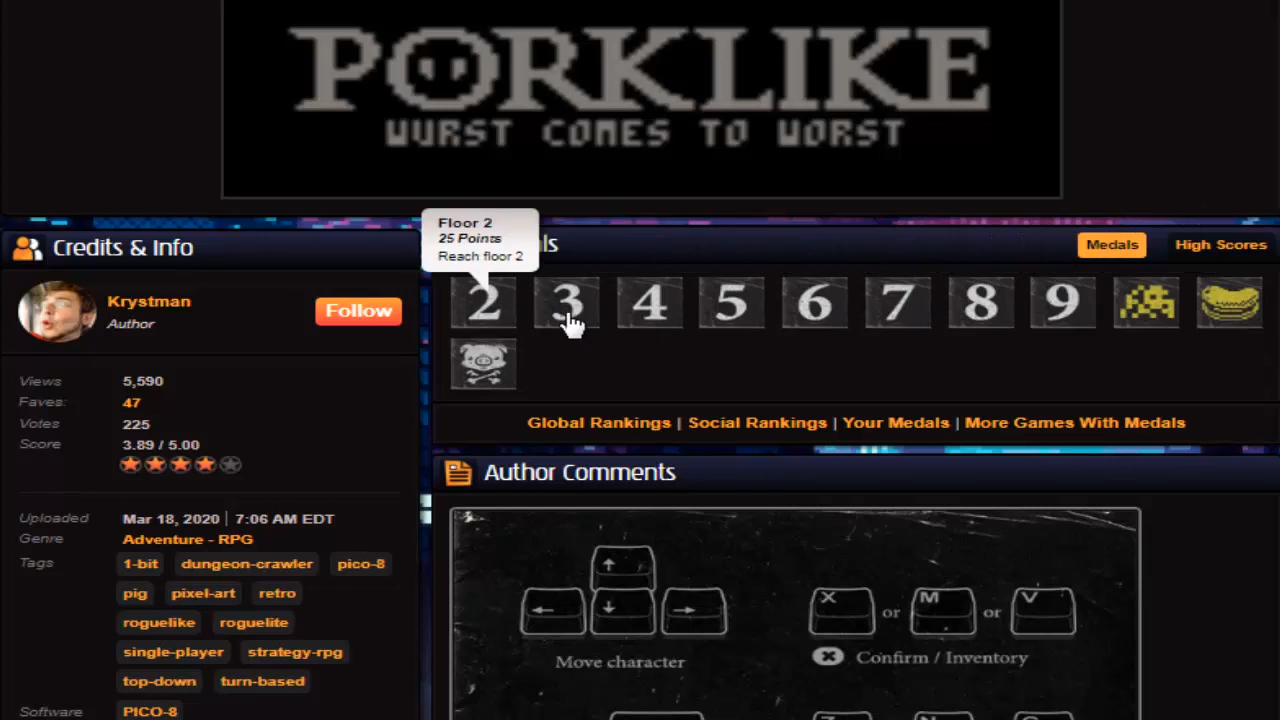 PORKLIKE
WURST COMES TO WORST
Floor 2
25 Points
Reach floor 2
Credits & Info
ls
Medals
High Scores
Krystman
Author
Follow
2 3 4 5 6 7 8 9
Views 5,590
Faves: 47
Votes 225
Score 3.89 / 5.00
Global Rankings | Social Rankings | Your Medals | More Games With Medals
Author Comments
Uploaded Mar 18, 2020 | 7:06 AM EDT
Genre Adventure - RPG
Tags 1-bit dungeon-crawler pico-8
pig pixel-art retro
roguelike roguelite
single-player strategy-rpg
top-down turn-based
Software PICO-8
X or M or V
Move character
Confirm / Inventory